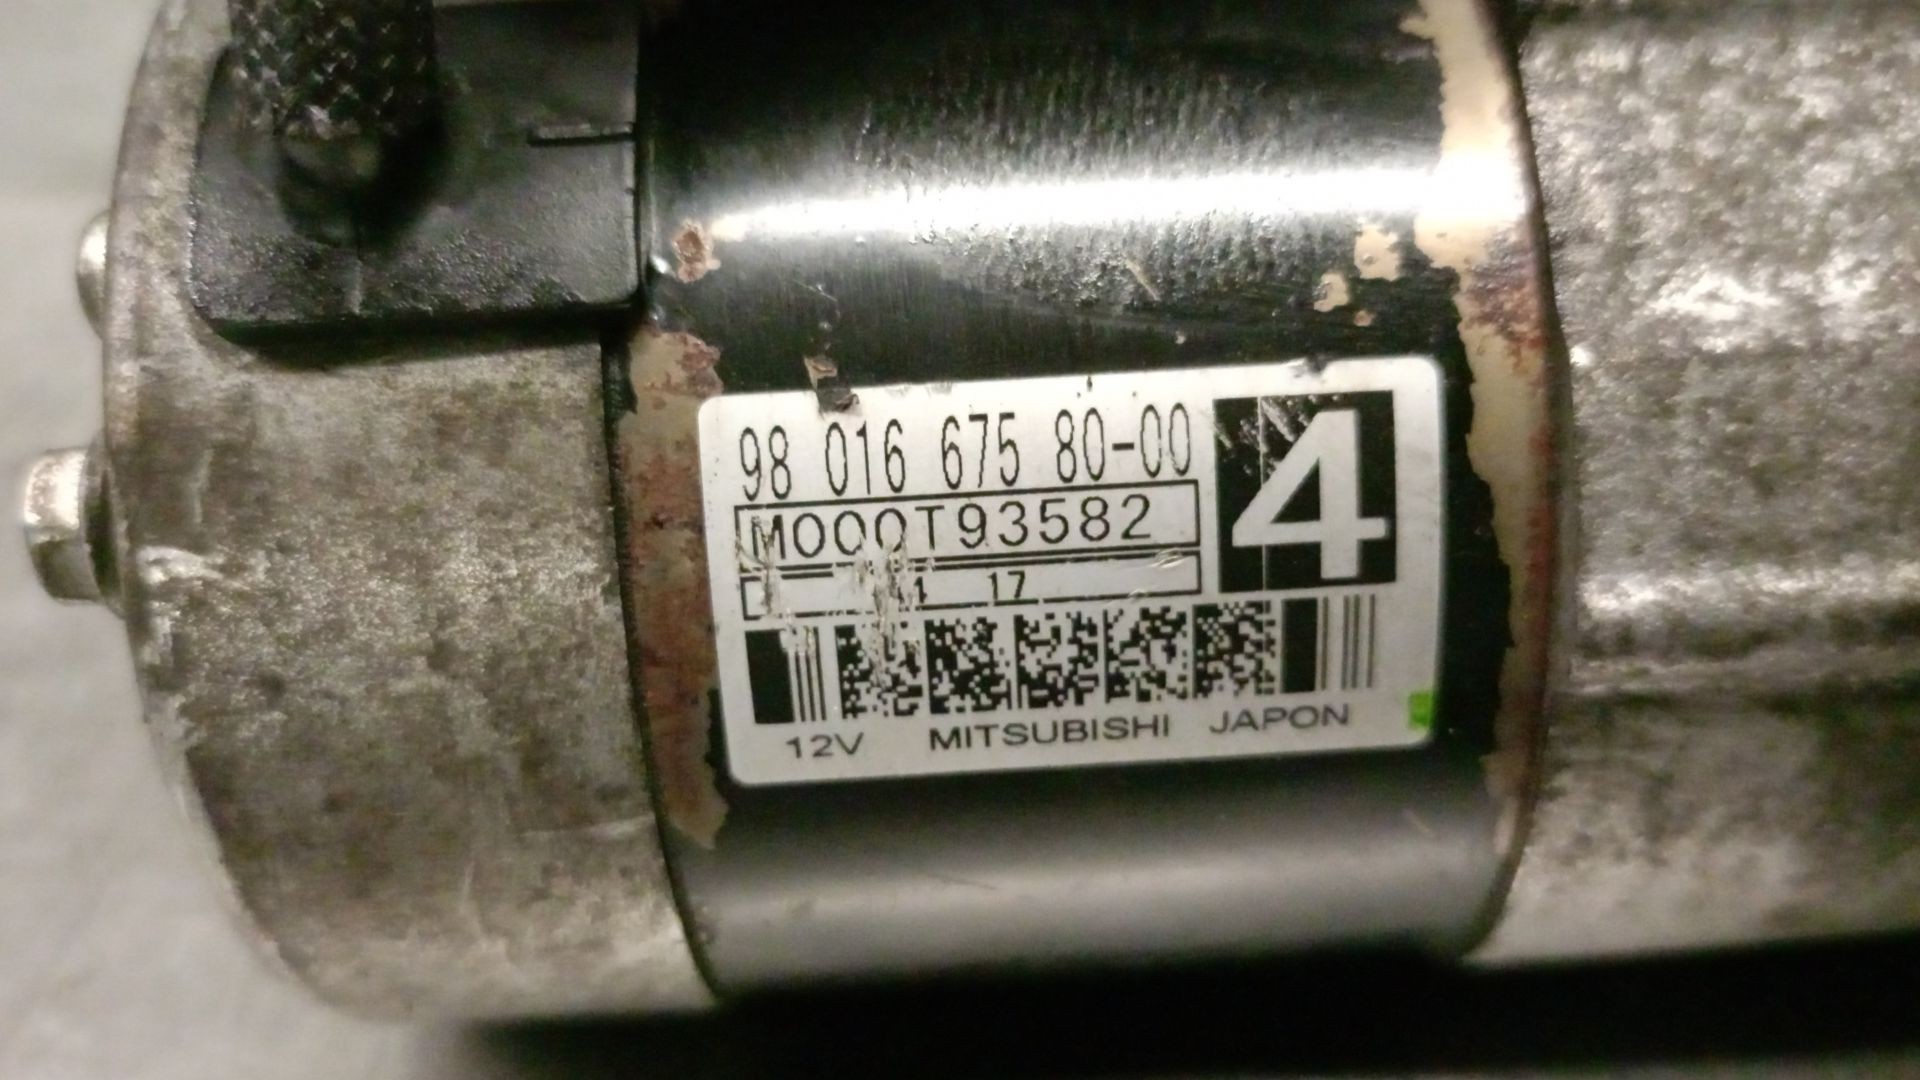 98 016 675 80-00
4
M000T93582
17
12V MITSUBISHI JAPON